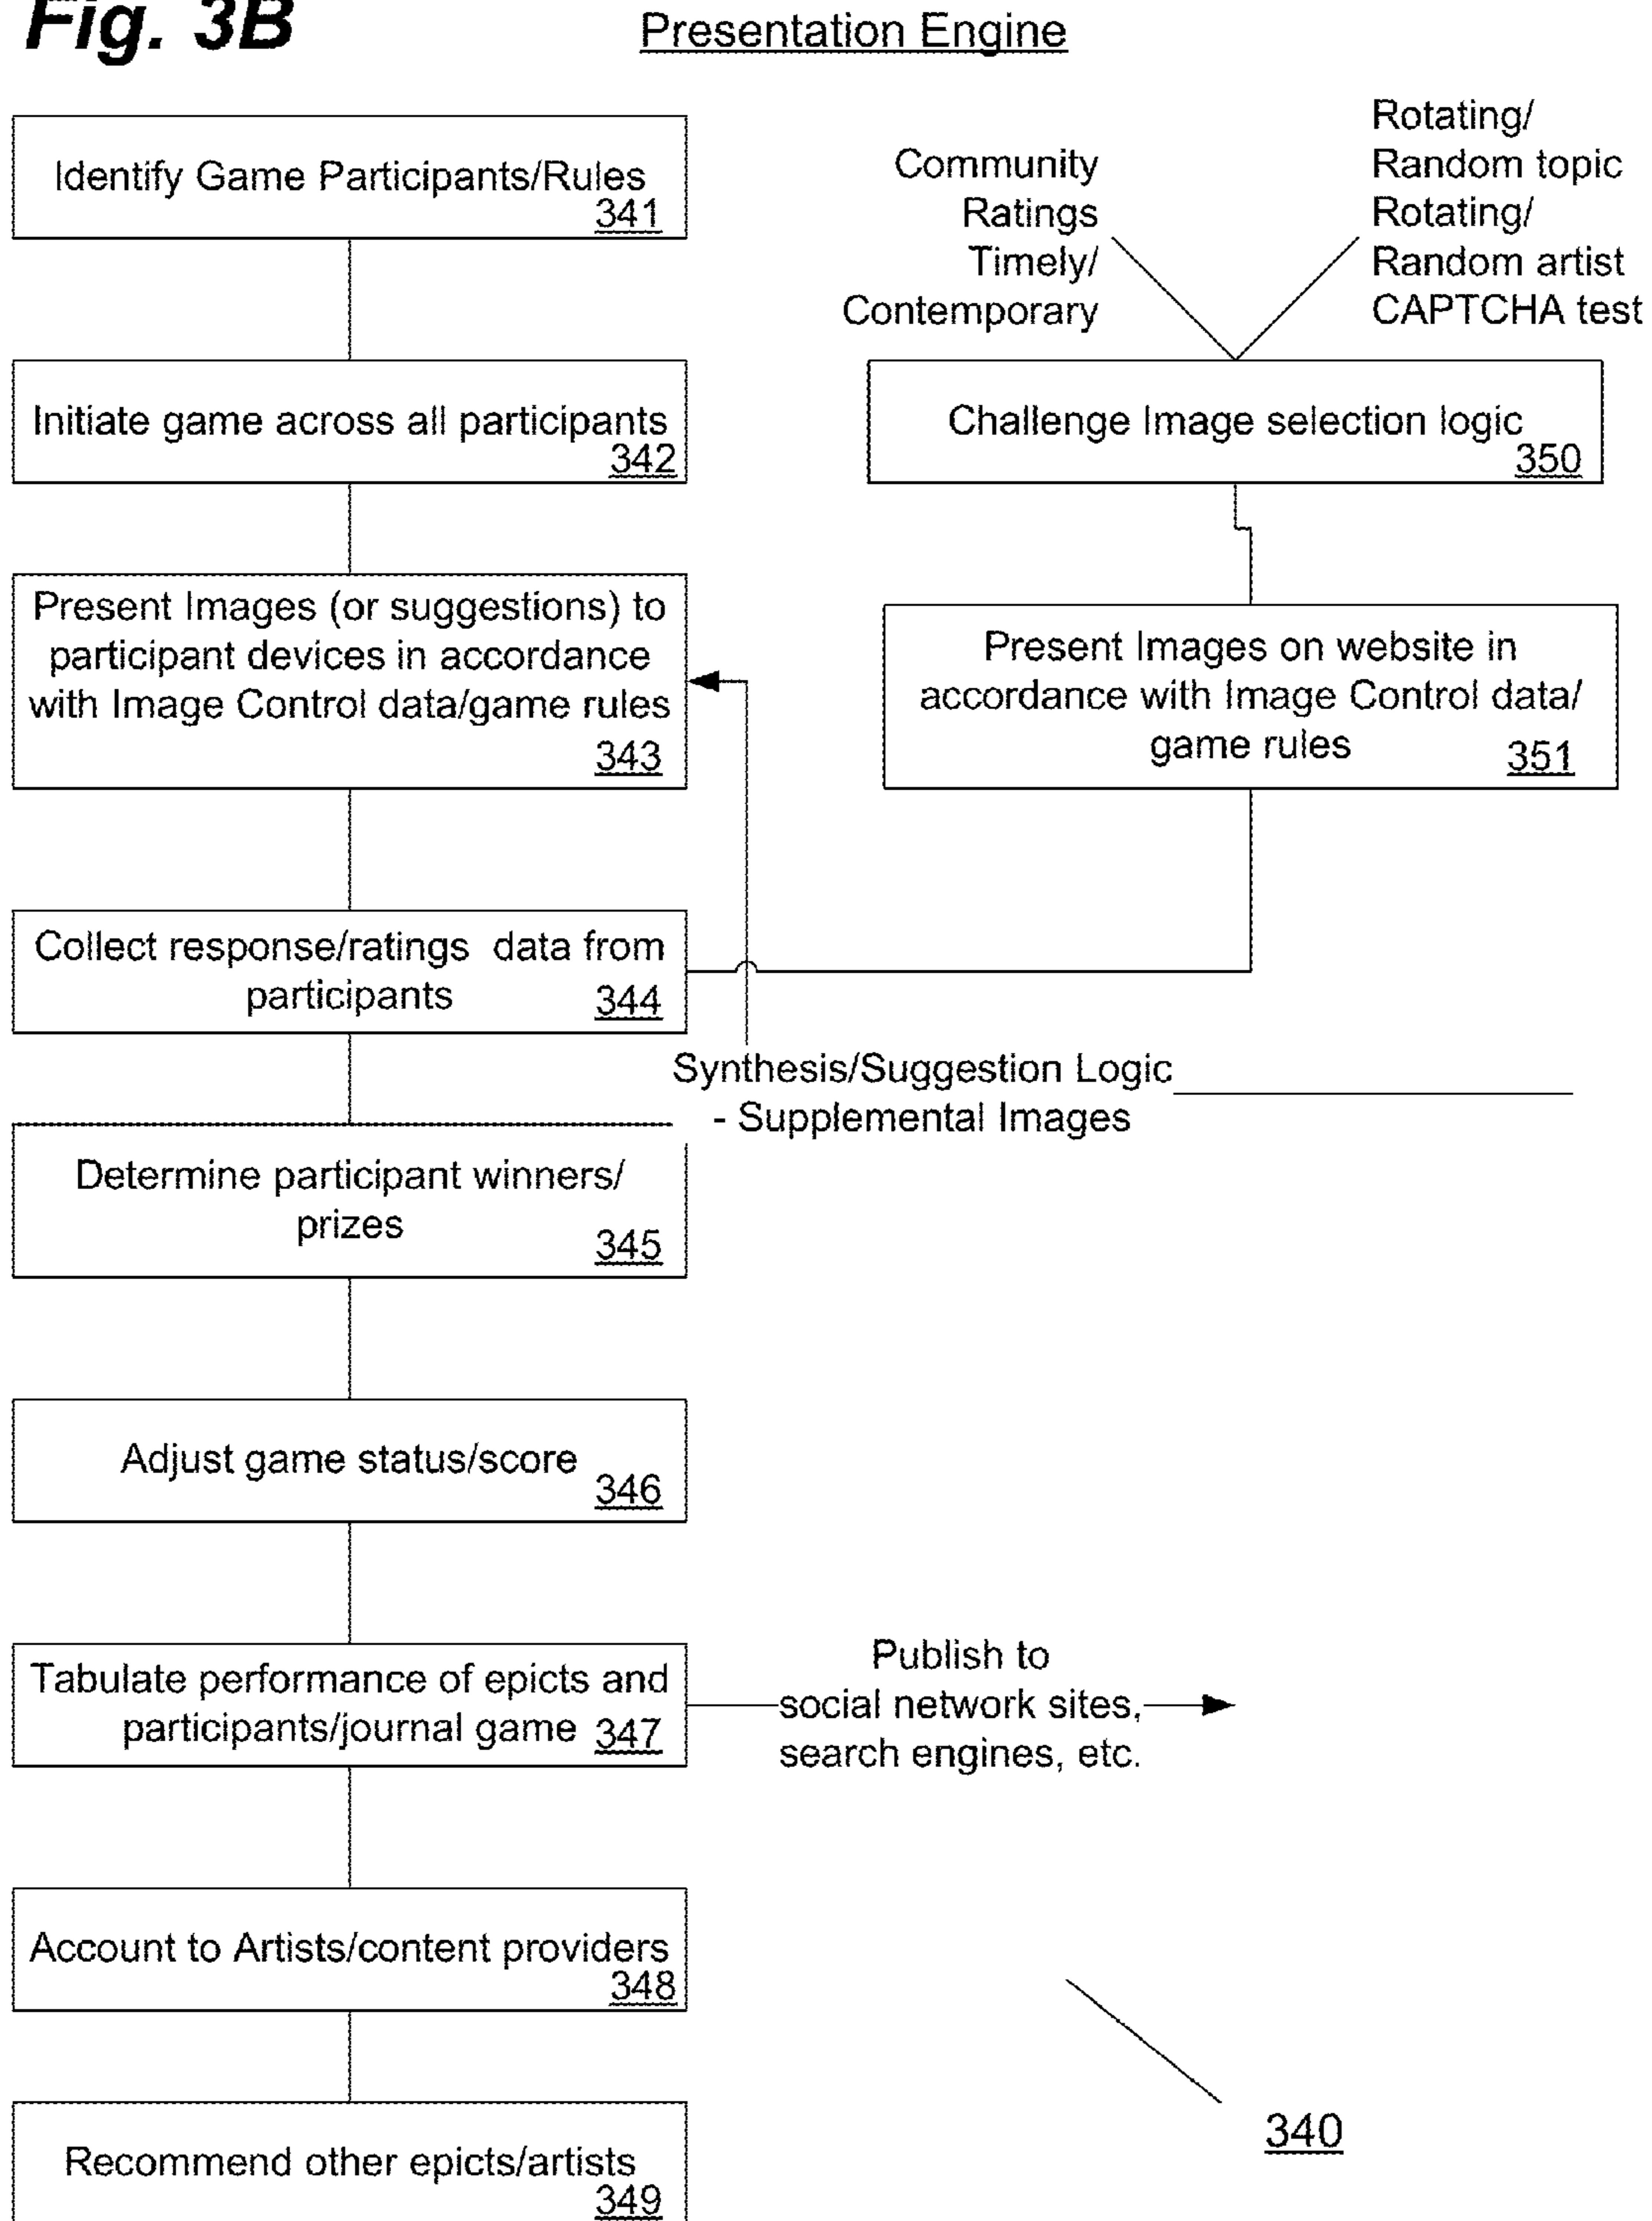 Fig. 3B
Presentation Engine
Identify Game Participants/Rules
341
Community
Ratings
Timely/
Contemporary
Rotating/
Random topic
Rotating/
Random artist
CAPTCHA test
Initiate game across all participants
342
Challenge Image selection logic
350
Present Images (or suggestions) to
participant devices in accordance
with Image Control data/game rules
343
Present Images on website in
accordance with Image Control data/
game rules 351
Collect response/ratings data from
participants 344
Synthesis/Suggestion Logic
- Supplemental Images
Determine participant winners/
prizes
345
Adjust game status/score
346
Tabulate performance of epicts and
participants/journal game 347
Publish to
social network sites,
search engines, etc.
Account to Artists/content providers
348
Recommend other epicts/artists
349
340